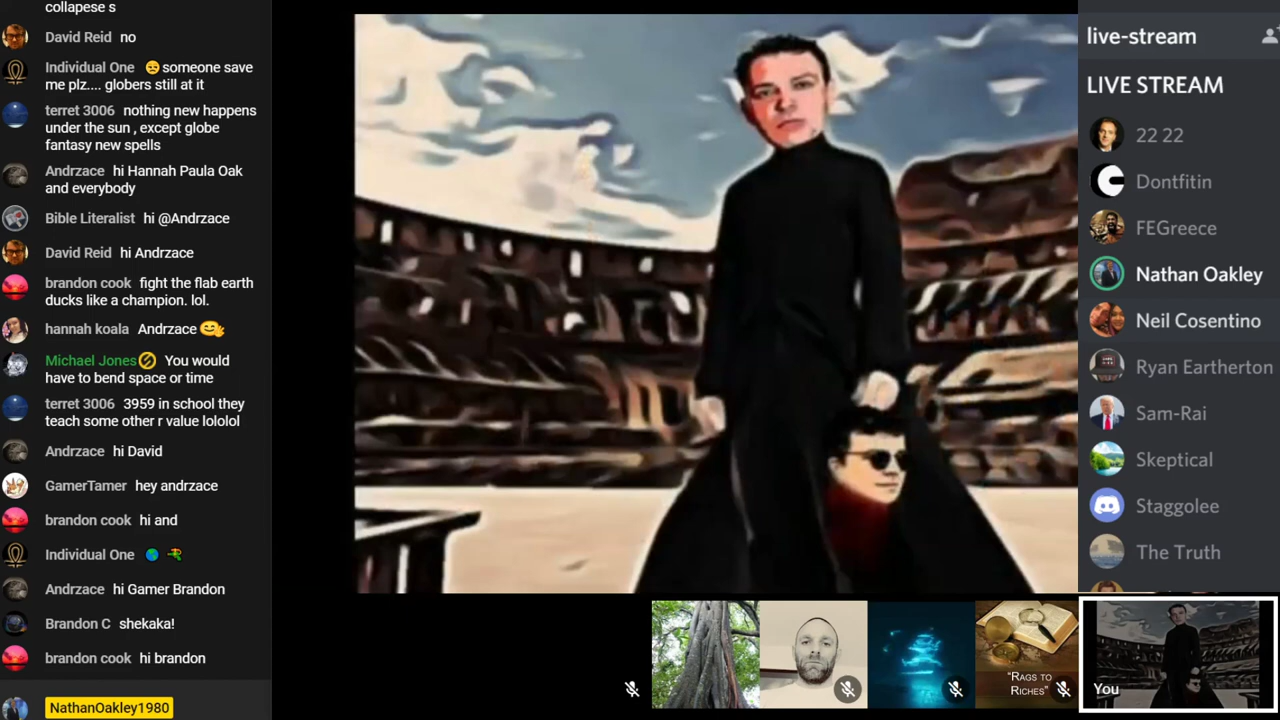 collapese s
David Reid no
Individual One 😣someone save
me plz.... globers still at it
terret 3006 nothing new happens
under the sun , except globe
fantasy new spells
Andrzace hi Hannah Paula Oak
and everybody
Bible Literalist hi @Andrzace
David Reid hi Andrzace
brandon cook fight the flab earth
ducks like a champion. lol.
hannah koala Andrzace
Michael Jones You would
have to bend space or time
terret 3006 3959 in school they
teach some other r value lololol
Andrzace hi David
GamerTamer hey andrzace
brandon cook hi and
Individual One 🌎 🔫
Andrzace hi Gamer Brandon
Brandon C shekaka!
brandon cook hi brandon
NathanOakley1980
live-stream
LIVE STREAM
22 22
Dontfitin
FEGreece
Nathan Oakley
Neil Cosentino
Ryan Eartherton
Sam-Rai
Skeptical
Staggolee
The Truth
"RAGS TO
RICHES"
You